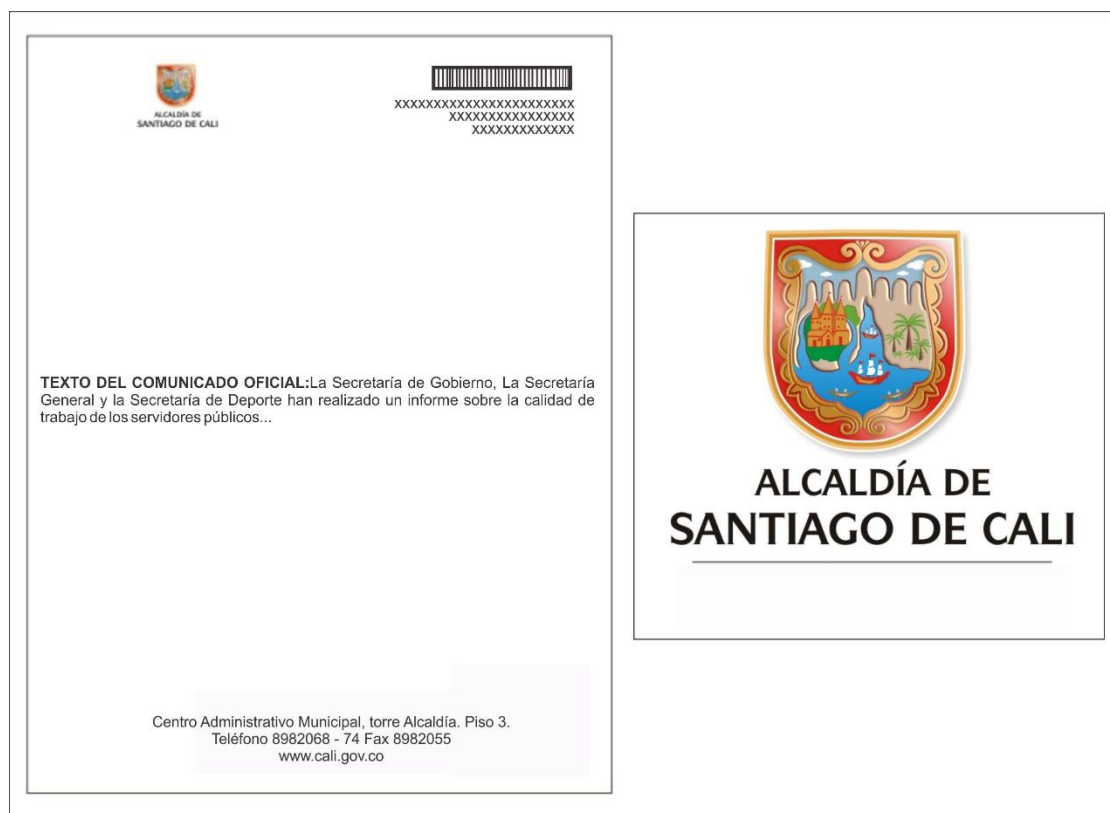 ALCALDÍA DE
SANTIAGO DE CALI
XXXXXXXXXXXXXXXXXXXXXXX
XXXXXXXXXXXXXXXX
XXXXXXXXXXXXX
TEXTO DEL COMUNICADO OFICIAL:La Secretaría de Gobierno, La Secretaría
General y la Secretaría de Deporte han realizado un informe sobre la calidad de
trabajo de los servidores públicos...
Centro Administrativo Municipal, torre Alcaldía. Piso 3.
Teléfono 8982068 - 74 Fax 8982055
www.cali.gov.co
ALCALDÍA DE
SANTIAGO DE CALI